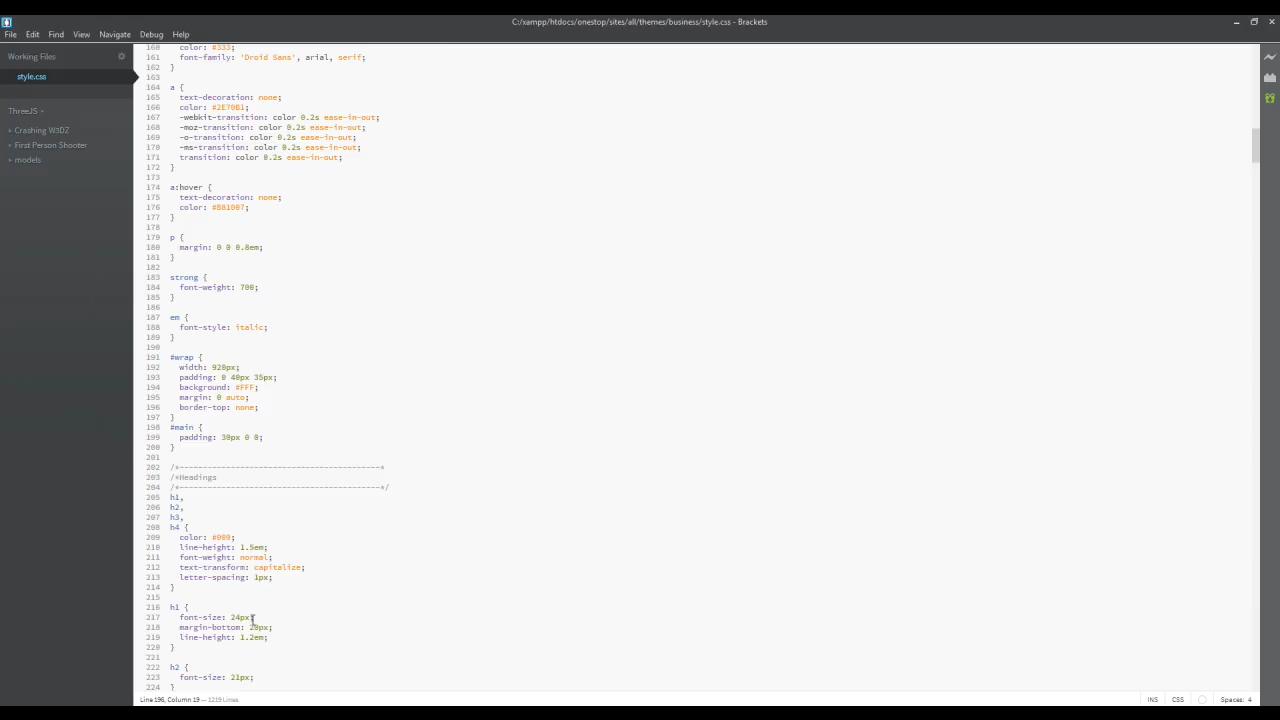 C:/xampp/htdocs/onestop/sites/all/themes/business/style.css - Brackets
File Edit Find View Navigate Debug Help
Working Files
style.css
ThreeJS
Crashing W3DZ
First Person Shooter
models
160 color: #333;
161 font-family: 'Droid Sans', arial, serif;
162 }
163
164 a {
165 text-decoration: none;
166 color: #2E70B1;
167 -webkit-transition: color 0.2s ease-in-out;
168 -moz-transition: color 0.2s ease-in-out;
169 -o-transition: color 0.2s ease-in-out;
170 -ms-transition: color 0.2s ease-in-out;
171 transition: color 0.2s ease-in-out;
172 }
173
174 a:hover {
175 text-decoration: none;
176 color: #B81007;
177 }
178
179 p {
180 margin: 0 0 0.8em;
181 }
182
183 strong {
184 font-weight: 700;
185 }
186
187 em {
188 font-style: italic;
189 }
190
191 #wrap {
192 width: 920px;
193 padding: 0 40px 35px;
194 background: #FFF;
195 margin: 0 auto;
196 border-top: none;
197 }
198 #main {
199 padding: 30px 0 0;
200 }
201
202 /*-------------------------------------------*
203 /*Headings
204 /*-------------------------------------------*/
205 h1,
206 h2,
207 h3,
208 h4 {
209 color: #000;
210 line-height: 1.5em;
211 font-weight: normal;
212 text-transform: capitalize;
213 letter-spacing: 1px;
214 }
215
216 h1 {
217 font-size: 24px;
218 margin-bottom: 20px;
219 line-height: 1.2em;
220 }
221
222 h2 {
223 font-size: 21px;
224 }
Line 196, Column 19 — 1219 Lines
INS CSS Spaces: 4